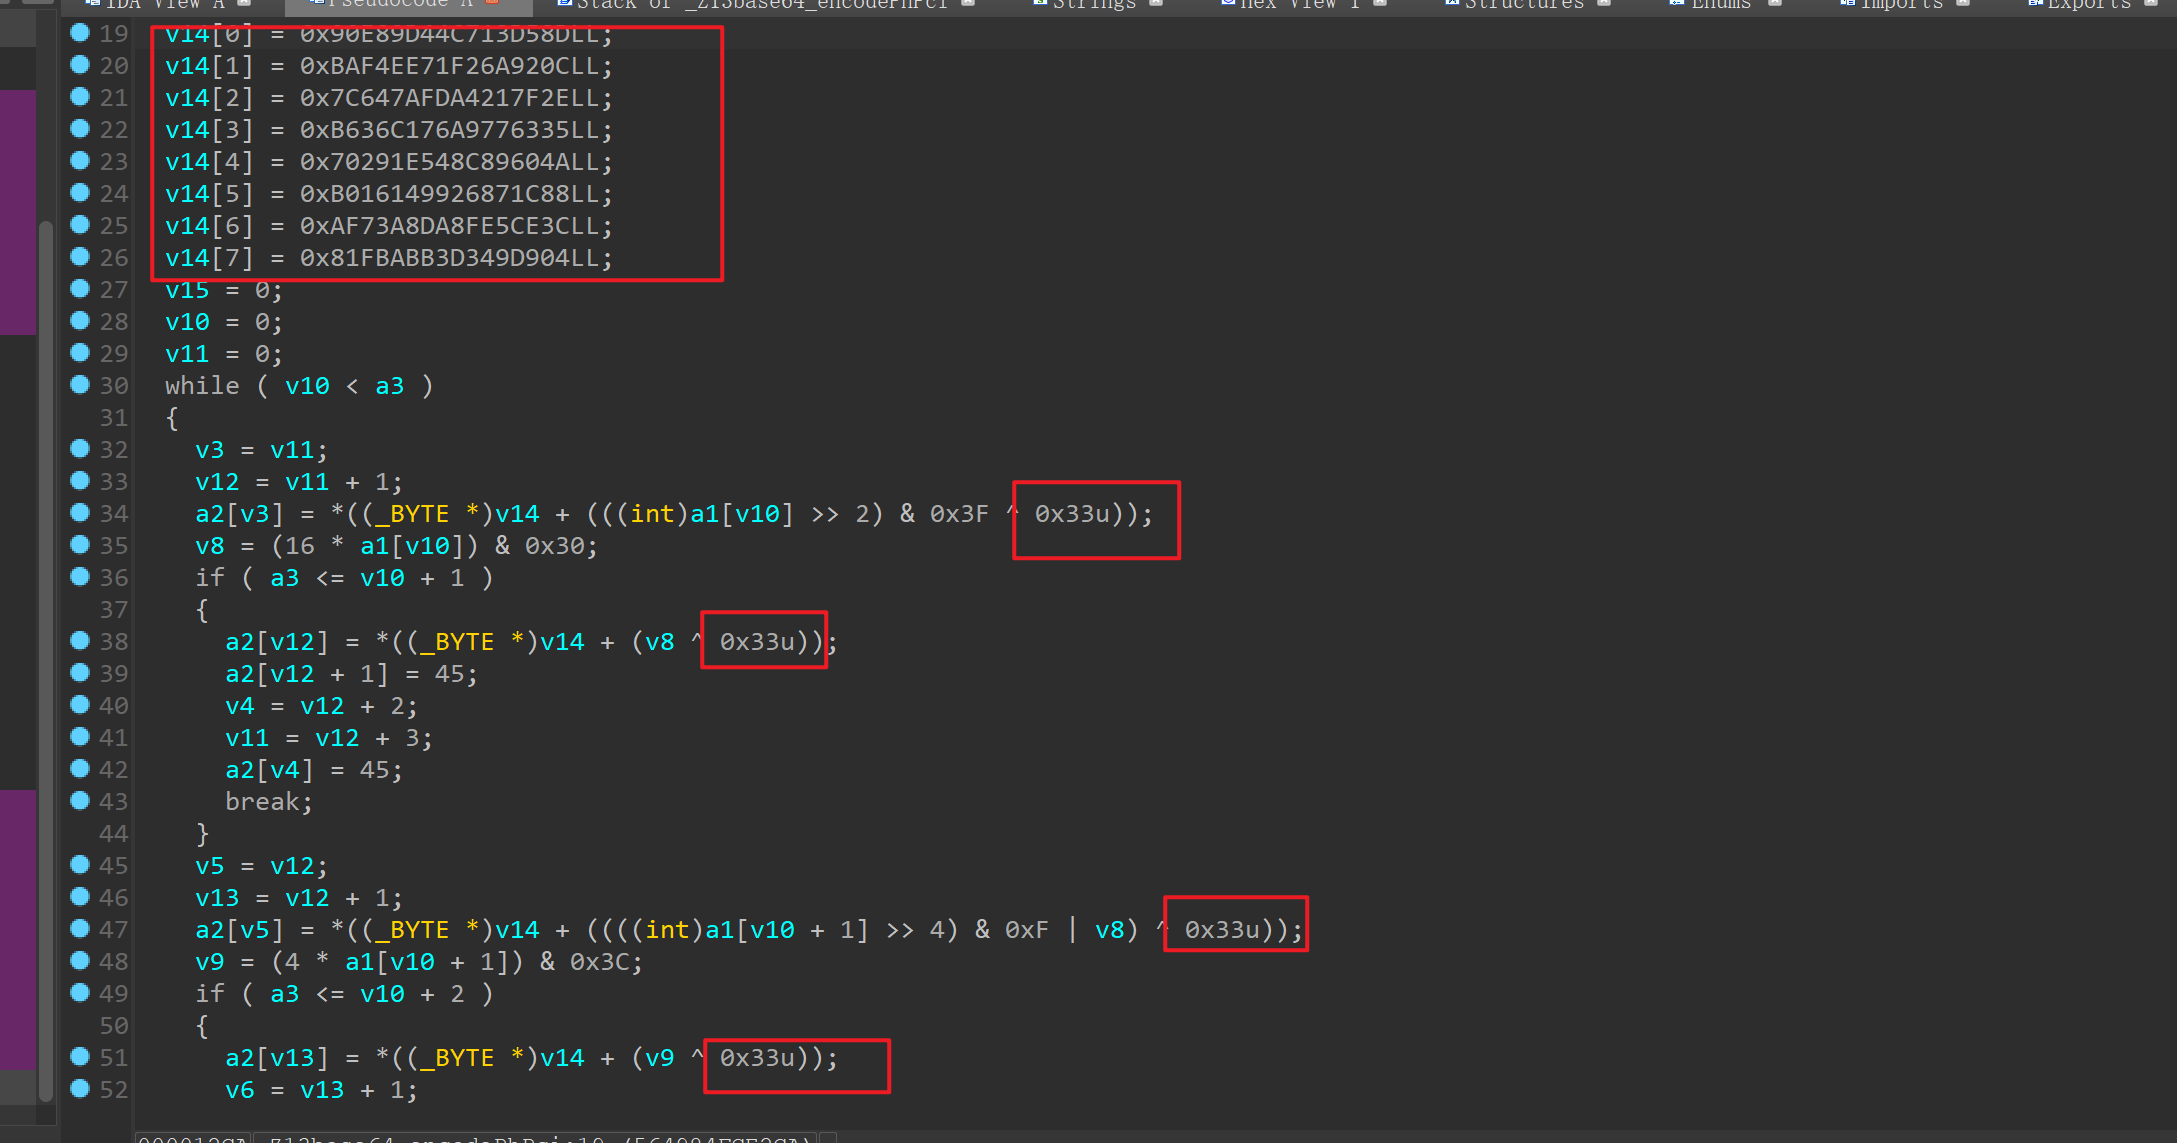 IDA View A Pseudocode A Stack of _Z13base64_encodePhPci Strings Hex View 1 Structures Enums Imports Exports
19 v14[0] = 0x90E89D44C713D58DLL;
20 v14[1] = 0xBAF4EE71F26A920CLL;
21 v14[2] = 0x7C647AFDA4217F2ELL;
22 v14[3] = 0xB636C176A9776335LL;
23 v14[4] = 0x70291E548C89604ALL;
24 v14[5] = 0xB016149926871C88LL;
25 v14[6] = 0xAF73A8DA8FE5CE3CLL;
26 v14[7] = 0x81FBABB3D349D904LL;
27 v15 = 0;
28 v10 = 0;
29 v11 = 0;
30 while ( v10 < a3 )
31 {
32 v3 = v11;
33 v12 = v11 + 1;
34 a2[v3] = *((_BYTE *)v14 + (((int)a1[v10] >> 2) & 0x3F ^ 0x33u));
35 v8 = (16 * a1[v10]) & 0x30;
36 if ( a3 <= v10 + 1 )
37 {
38 a2[v12] = *((_BYTE *)v14 + (v8 ^ 0x33u));
39 a2[v12 + 1] = 45;
40 v4 = v12 + 2;
41 v11 = v12 + 3;
42 a2[v4] = 45;
43 break;
44 }
45 v5 = v12;
46 v13 = v12 + 1;
47 a2[v5] = *((_BYTE *)v14 + ((((int)a1[v10 + 1] >> 4) & 0xF | v8) ^ 0x33u));
48 v9 = (4 * a1[v10 + 1]) & 0x3C;
49 if ( a3 <= v10 + 2 )
50 {
51 a2[v13] = *((_BYTE *)v14 + (v9 ^ 0x33u));
52 v6 = v13 + 1;